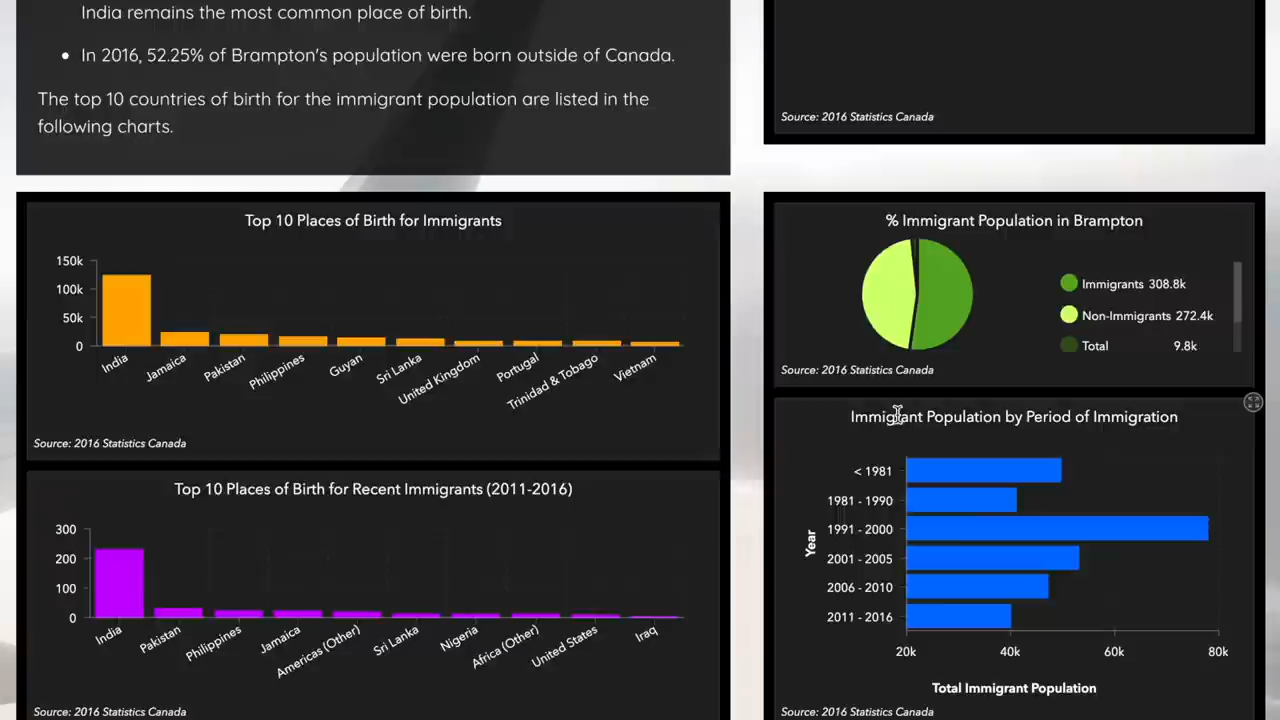 India remains the most common place of birth.
• In 2016, 52.25% of Brampton's population were born outside of Canada.
The top 10 countries of birth for the immigrant population are listed in the
following charts.
Source: 2016 Statistics Canada
Top 10 Places of Birth for Immigrants
150k
100k
50k
0
India
Jamaica
Pakistan
Philippines
Guyan
Sri Lanka
United Kingdom
Portugal
Trinidad & Tobago
Vietnam
Source: 2016 Statistics Canada
Top 10 Places of Birth for Recent Immigrants (2011-2016)
300
200
100
0
India
Pakistan
Philippines
Jamaica
Americas (Other)
Sri Lanka
Nigeria
Africa (Other)
United States
Iraq
Source: 2016 Statistics Canada
% Immigrant Population in Brampton
Immigrants 308.8k
Non-Immigrants 272.4k
Total 9.8k
Source: 2016 Statistics Canada
Immigrant Population by Period of Immigration
Year
< 1981
1981 - 1990
1991 - 2000
2001 - 2005
2006 - 2010
2011 - 2016
20k 40k 60k 80k
Total Immigrant Population
Source: 2016 Statistics Canada